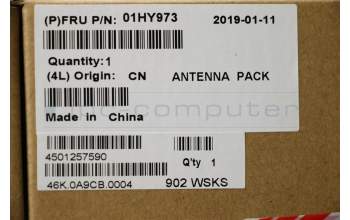 (P)FRU P/N: 01HY973 2019-01-11
Quantity:1
(4L) Origin: CN ANTENNA PACK
Made in China
4501257590
Q'ty 1
46K.0A9CB.0004 902 WSKS